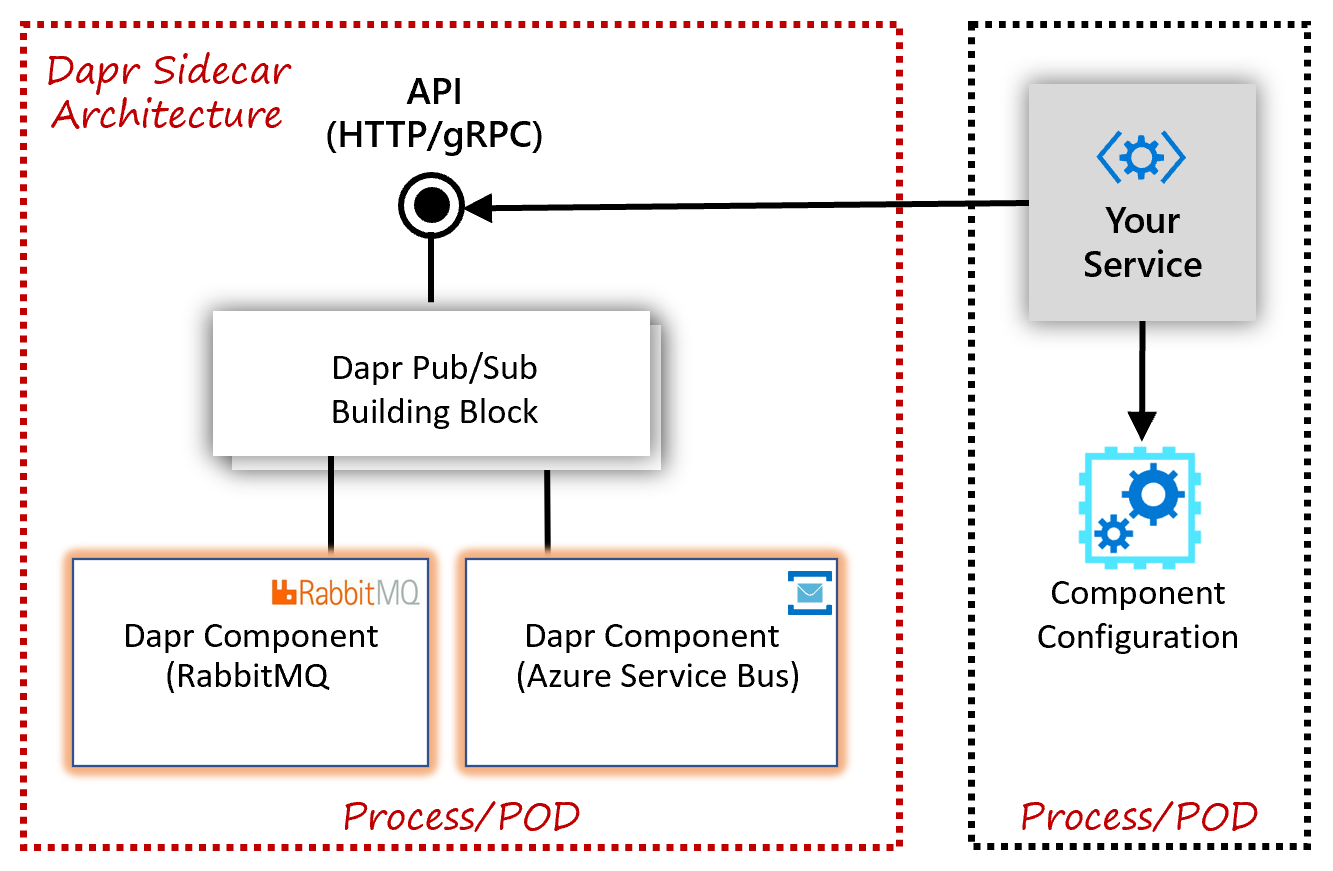 Dapr Sidecar
Architecture
API
(HTTP/gRPC)
Your
Service
Dapr Pub/Sub
Building Block
RabbitMQ
Dapr Component
(RabbitMQ
Dapr Component
(Azure Service Bus)
Component
Configuration
Process/POD
Process/POD